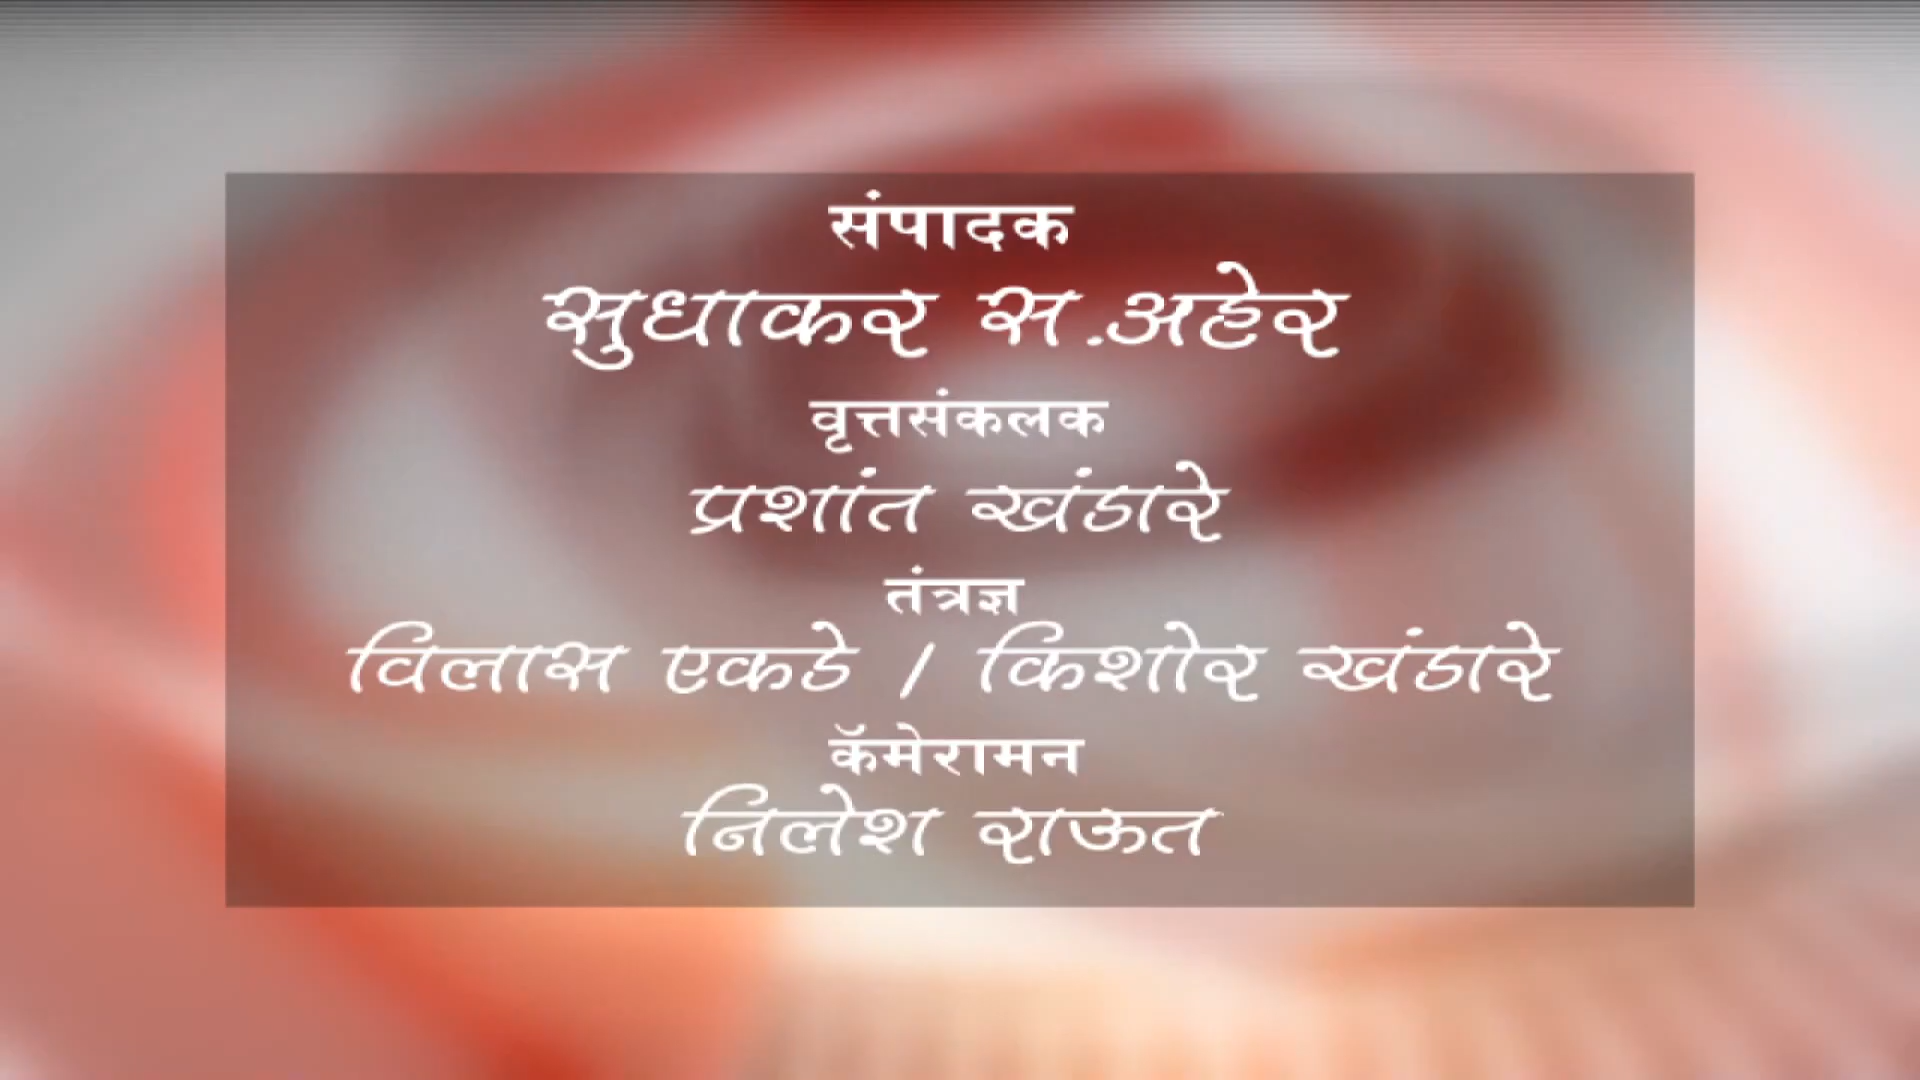 संपादक
सुधाकर स .अहेर
वृत्तसंकलक
प्रशांत खंडारे
तंत्रज्ञ
विलास एकडे / किशोर खंडारे
कॅमेरामन
निलेश राऊत